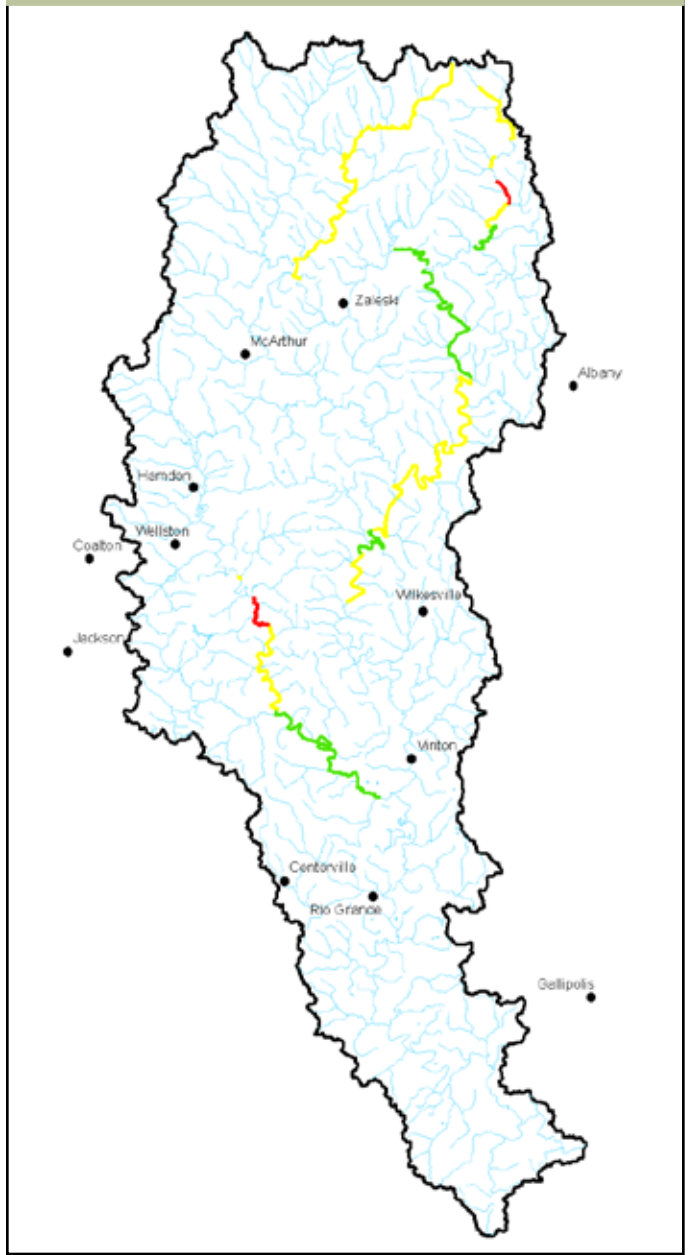 Zaleski
McArthur
Albany
Hamden
Wellston
Coalton
Wilkesville
Jackson
Vinton
Centerville
Rio Grande
Gallipolis